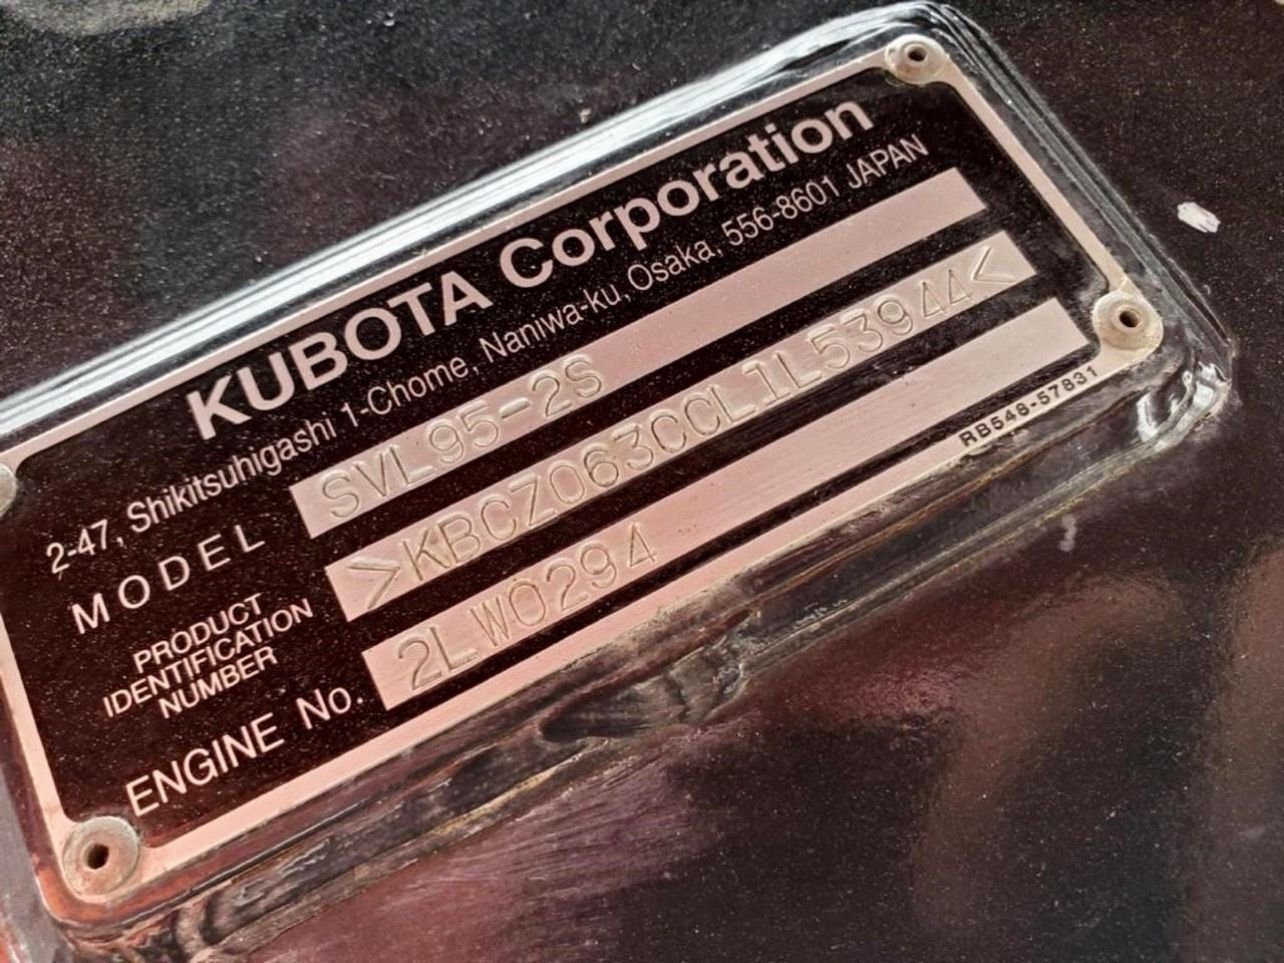 KUBOTA Corporation
2-47, Shikitsuhigashi 1-Chome, Naniwa-ku, Osaka, 556-8601 JAPAN
MODEL SVL95-2S
PRODUCT
IDENTIFICATION
NUMBER
>KBCZ063CCL1L53944<
ENGINE No. 2LW0294
RB548-57831